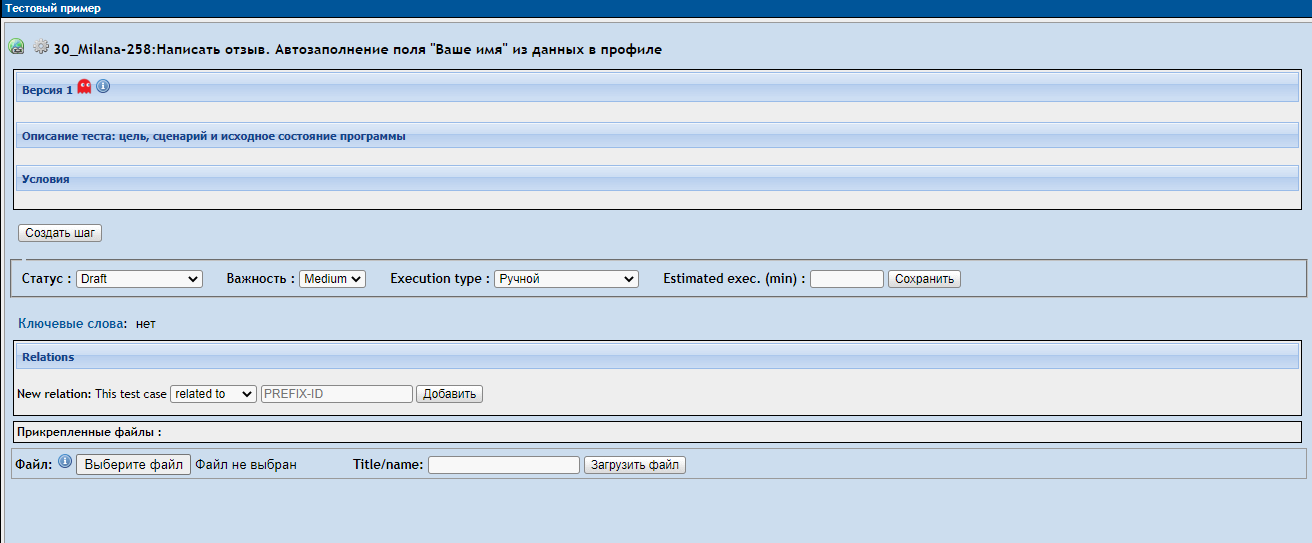 Тестовый пример
30_Milana-258:Написать отзыв. Автозаполнение поля "Ваше имя" из данных в профиле
Версия 1
Описание теста: цель, сценарий и исходное состояние программы
Условия
Создать шаг
Статус : Draft Важность : Medium Execution type : Ручной Estimated exec. (min) : Сохранить
Ключевые слова: нет
Relations
New relation: This test case related to PREFIX-ID Добавить
Прикрепленные файлы :
Файл: Выберите файл Файл не выбран Title/name: Загрузить файл